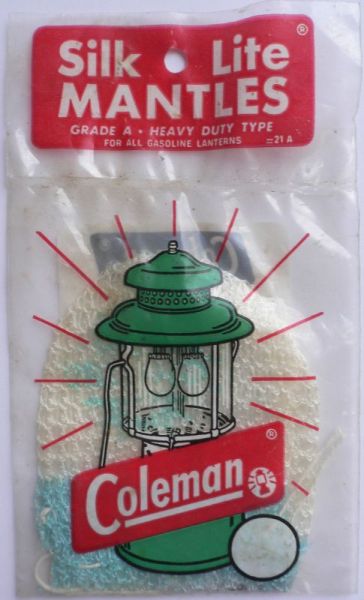 Silk Lite ®
MANTLES
GRADE A • HEAVY DUTY TYPE
FOR ALL GASOLINE LANTERNS =21 A
Coleman ®